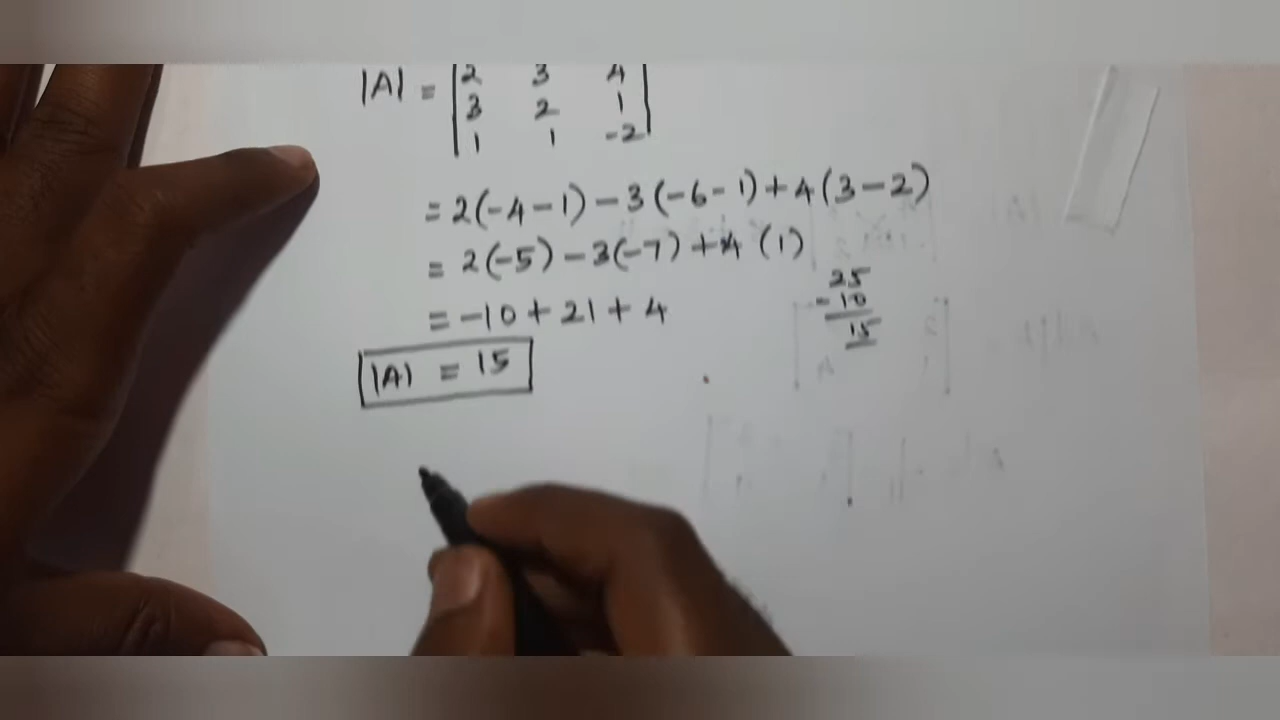 |A| = |2 3 4
3 2 1
1 1 -2|
= 2(-4-1) - 3(-6-1) + 4(3-2)
= 2(-5) - 3(-7) + 4 (1)
= -10 + 21 + 4
|A| = 15
25
- 10
15